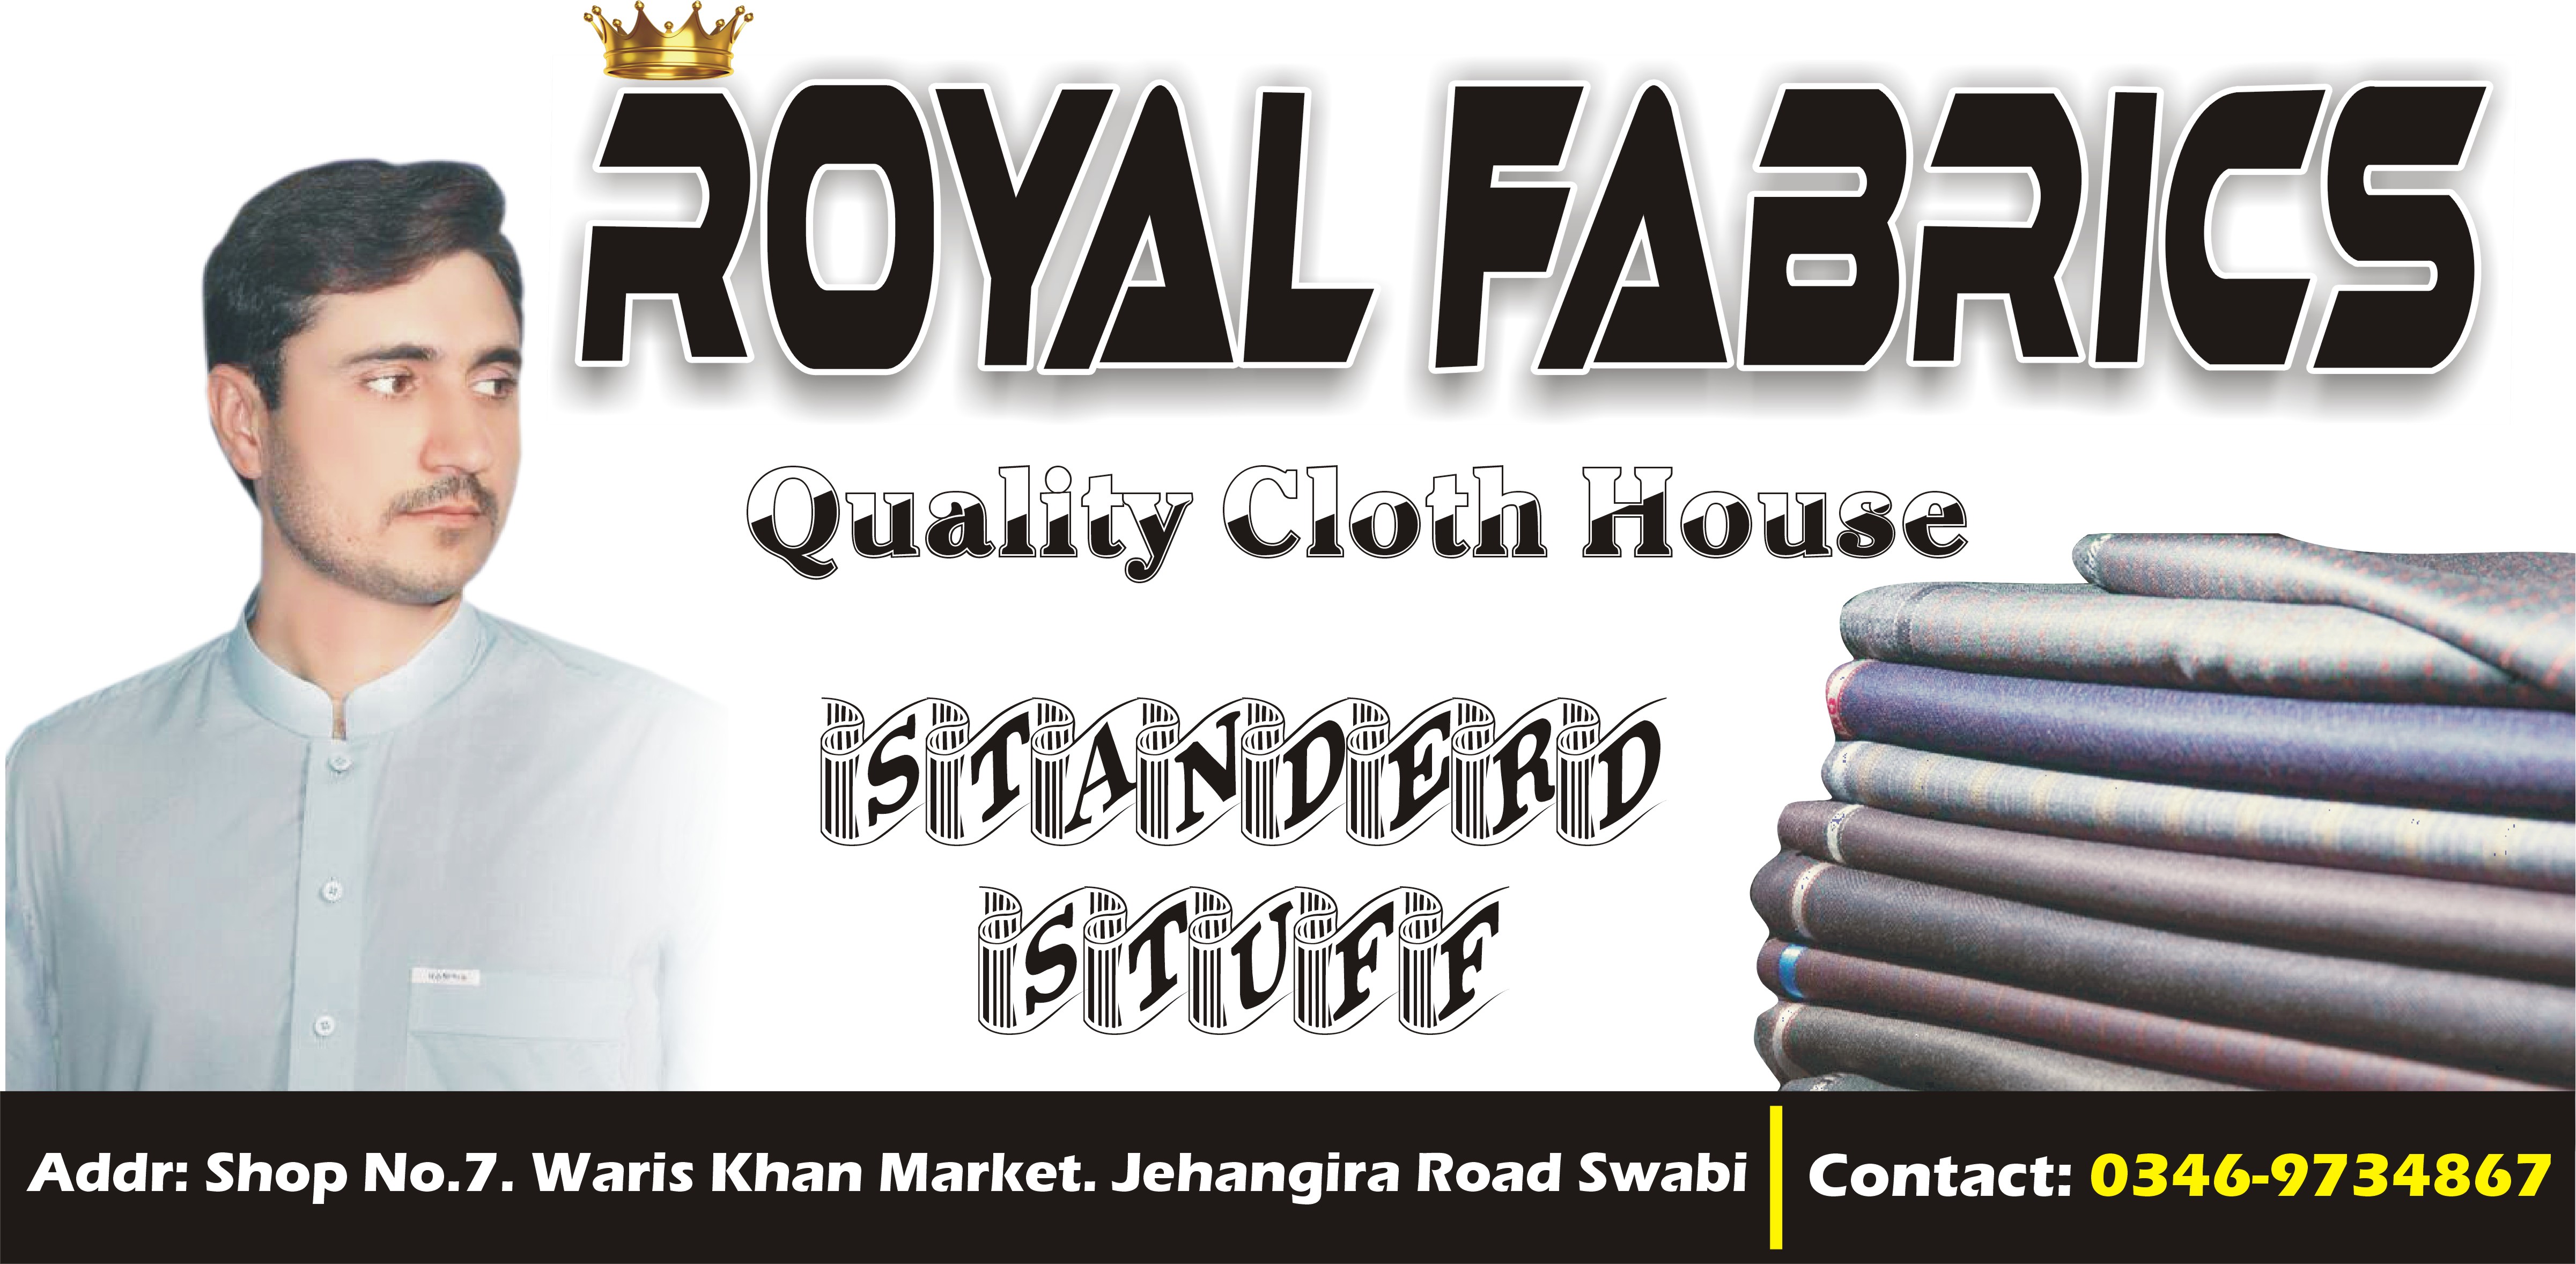 ROYAL FABRICS
Quality Cloth House
STANDERD
STUFF
Addr: Shop No.7. Waris Khan Market. Jehangira Road Swabi
Contact: 0346-9734867